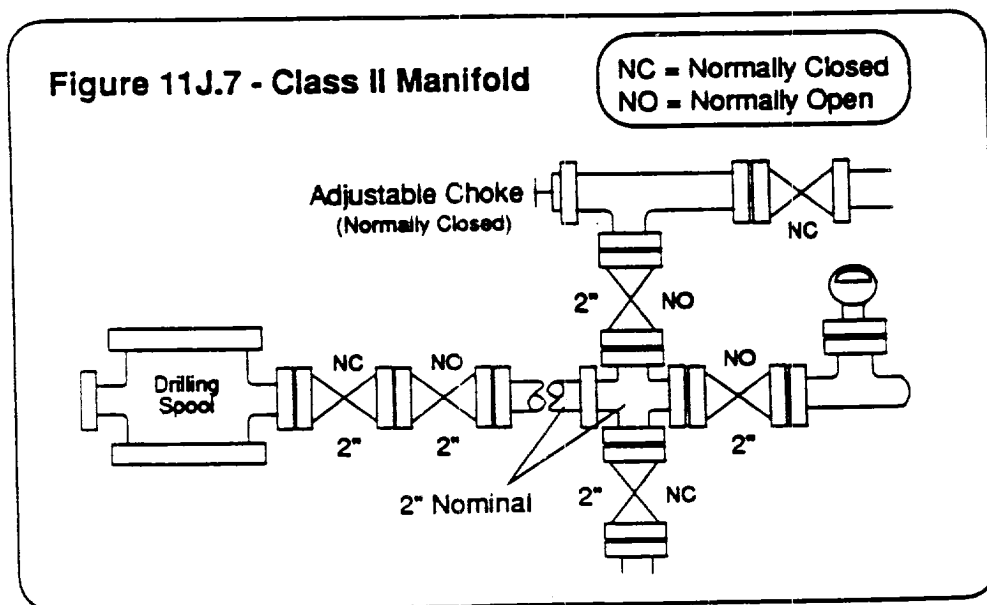 Figure 11J.7 - Class II Manifold
NC = Normally Closed
NO = Normally Open
Adjustable Choke
(Normally Closed)
NC
2" NO
Drilling
Spool
NC
NO
NO
2"
2"
2"
2" Nominal
2" NC